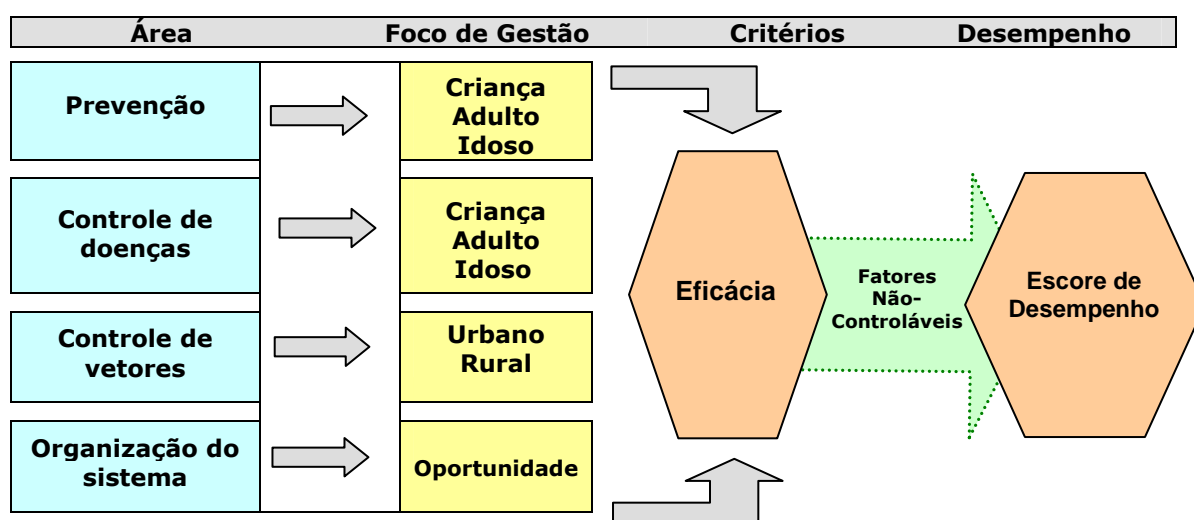 Área Foco de Gestão Critérios Desempenho
Prevenção
Criança
Adulto
Idoso
Controle de
doenças
Criança
Adulto
Idoso
Controle de
vetores
Urbano
Rural
Organização do
sistema
Oportunidade
Eficácia
Fatores
Não-
Controláveis
Escore de
Desempenho